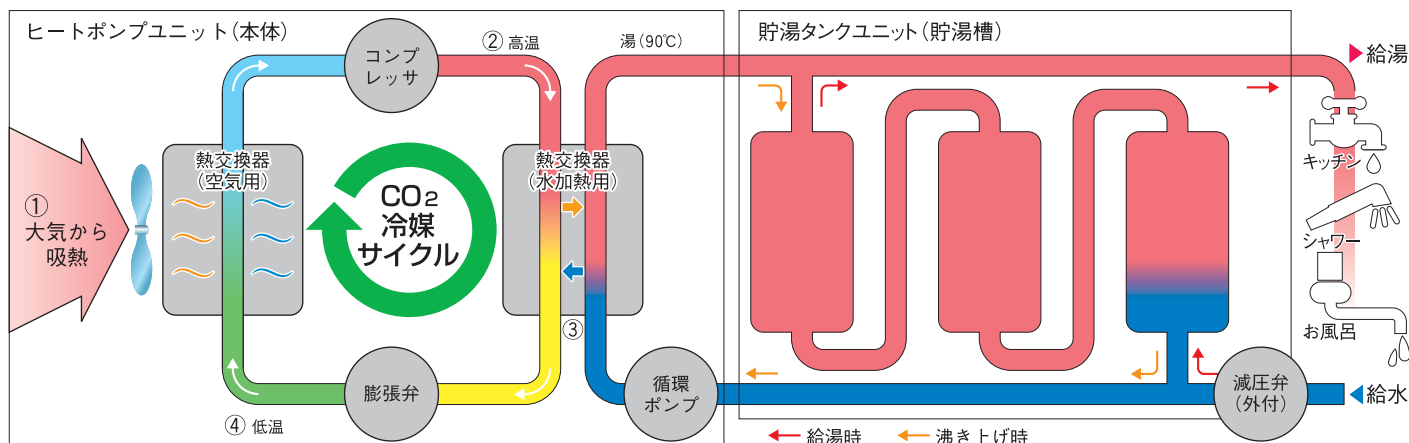 ヒートポンプユニット(本体)
貯湯タンクユニット(貯湯槽)
コンプ
レッサ
② 高温
湯(90℃)
給湯
熱交換器
(空気用)
熱交換器
(水加熱用)
①
大気から
吸熱
CO2
冷媒
サイクル
キッチン
シャワー
お風呂
③
膨張弁
循環
ポンプ
減圧弁
(外付)
給水
④ 低温
給湯時
沸き上げ時